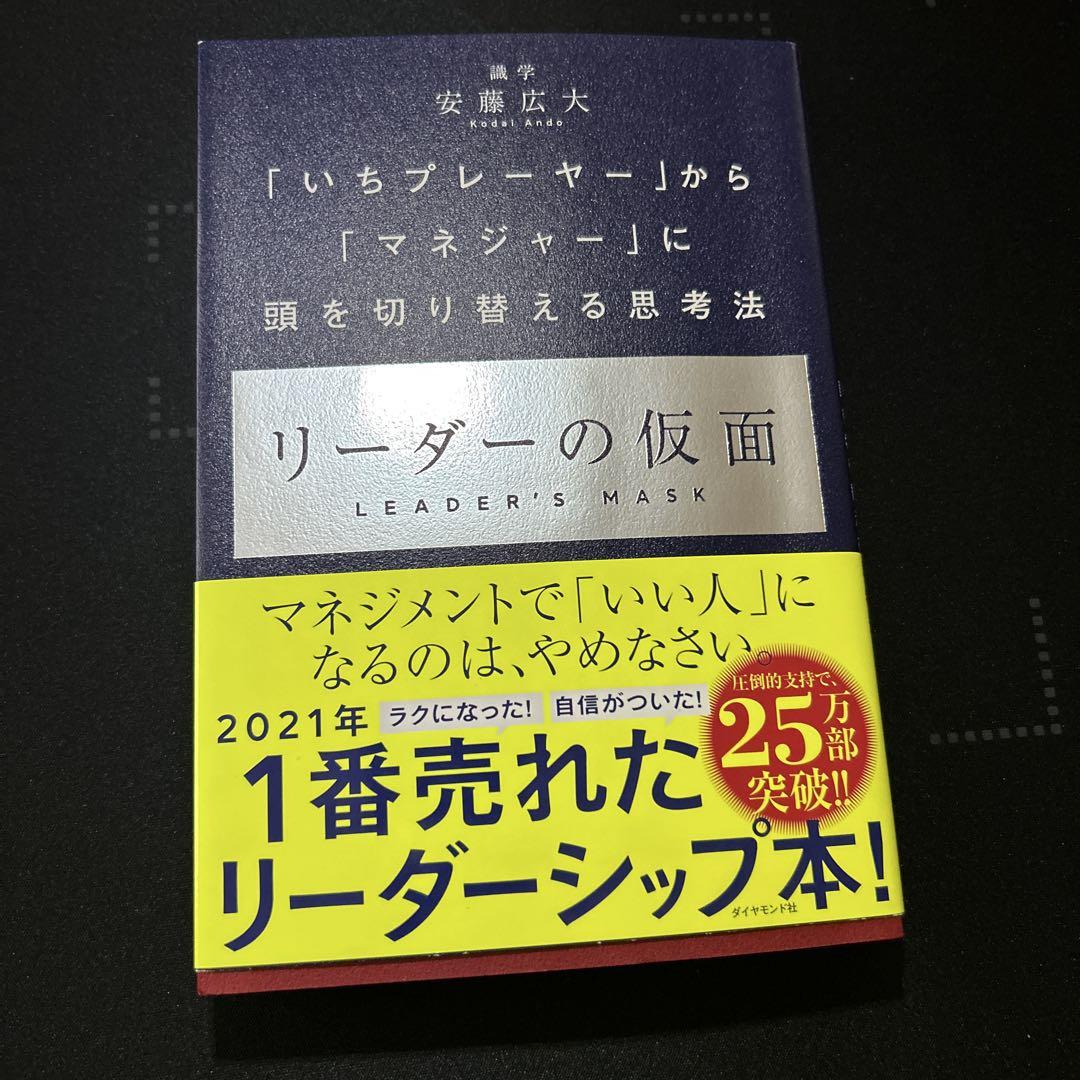 識学
安藤広大
Kodai Ando
「いちプレーヤー」から
「マネジャー」に
頭を切り替える思考法
リーダーの仮面
LEADER'S MASK
マネジメントで「いい人」に
なるのは、やめなさい。
2021年
ラクになった!
自信がついた!
1番売れた
リーダーシップ本!
圧倒的支持で、
25万部
突破!!
ダイヤモンド社